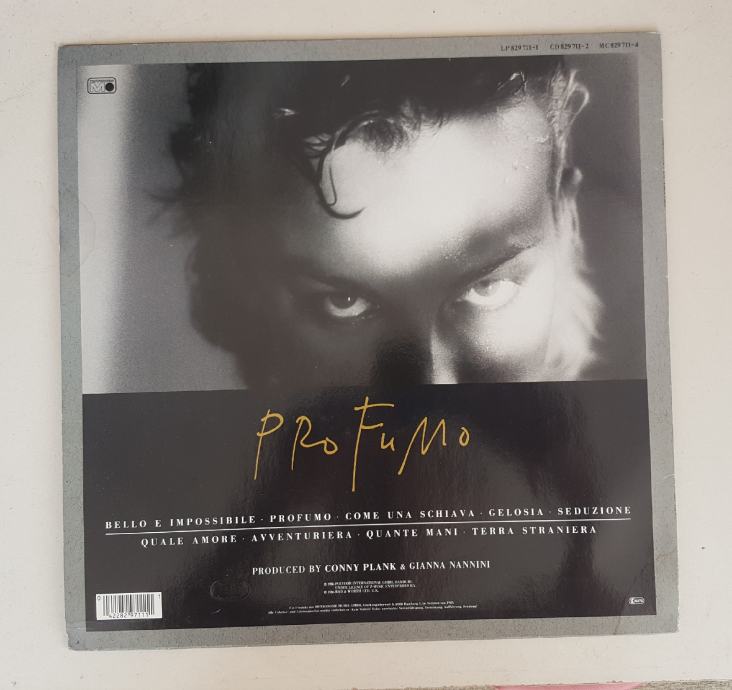 LP 829 711-1 CD 829 711-2 MC 829 711-4
PROFUMO
BELLO E IMPOSSIBILE · PROFUMO · COME UNA SCHIAVA · GELOSIA · SEDUZIONE
QUALE AMORE · AVVENTURIERA · QUANTE MANI · TERRA STRANIERA
PRODUCED BY CONNY PLANK & GIANNA NANNINI